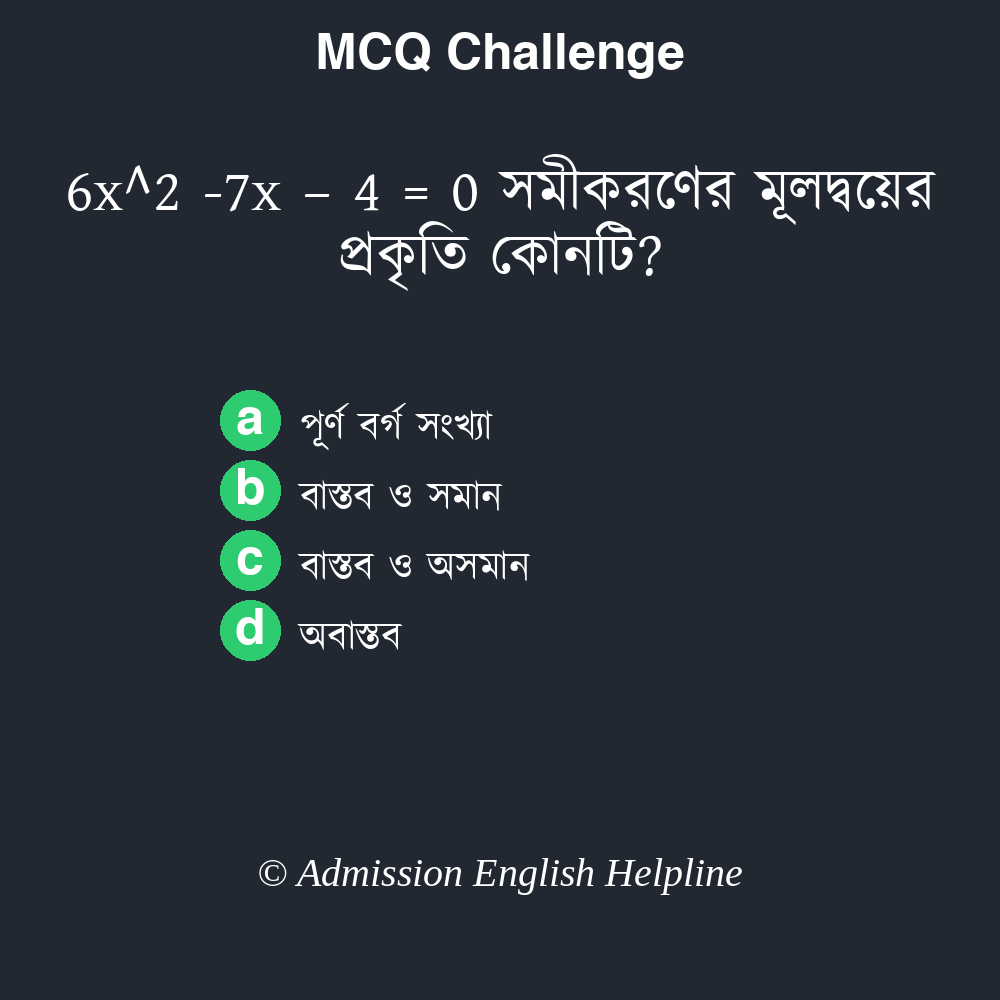 MCQ Challenge
6x^2 -7x – 4 = 0 সমীকরণের মূলদ্বয়ের
প্রকৃতি কোনটি?
a পূর্ণ বর্গ সংখ্যা
b বাস্তব ও সমান
c বাস্তব ও অসমান
d অবাস্তব
© Admission English Helpline